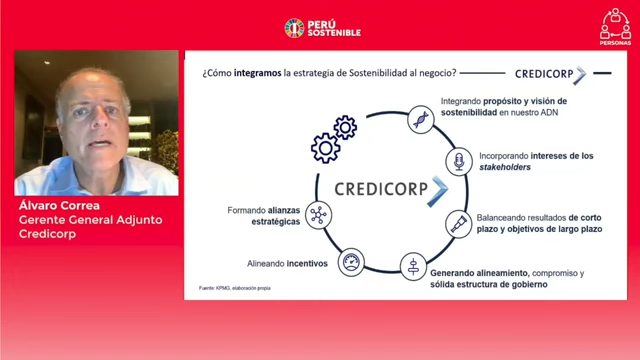 PERÚ
SOSTENIBLE
PERSONAS
¿Cómo integramos la estrategia de Sostenibilidad al negocio?
CREDICORP
Integrando propósito y visión de
sostenibilidad en nuestro ADN
Incorporando intereses de los
stakeholders
CREDICORP
Formando alianzas
estratégicas
Balanceando resultados de corto
plazo y objetivos de largo plazo
Alineando incentivos
Generando alineamiento, compromiso y
sólida estructura de gobierno
Fuente: KPMG, elaboración propia
Álvaro Correa
Gerente General Adjunto
Credicorp